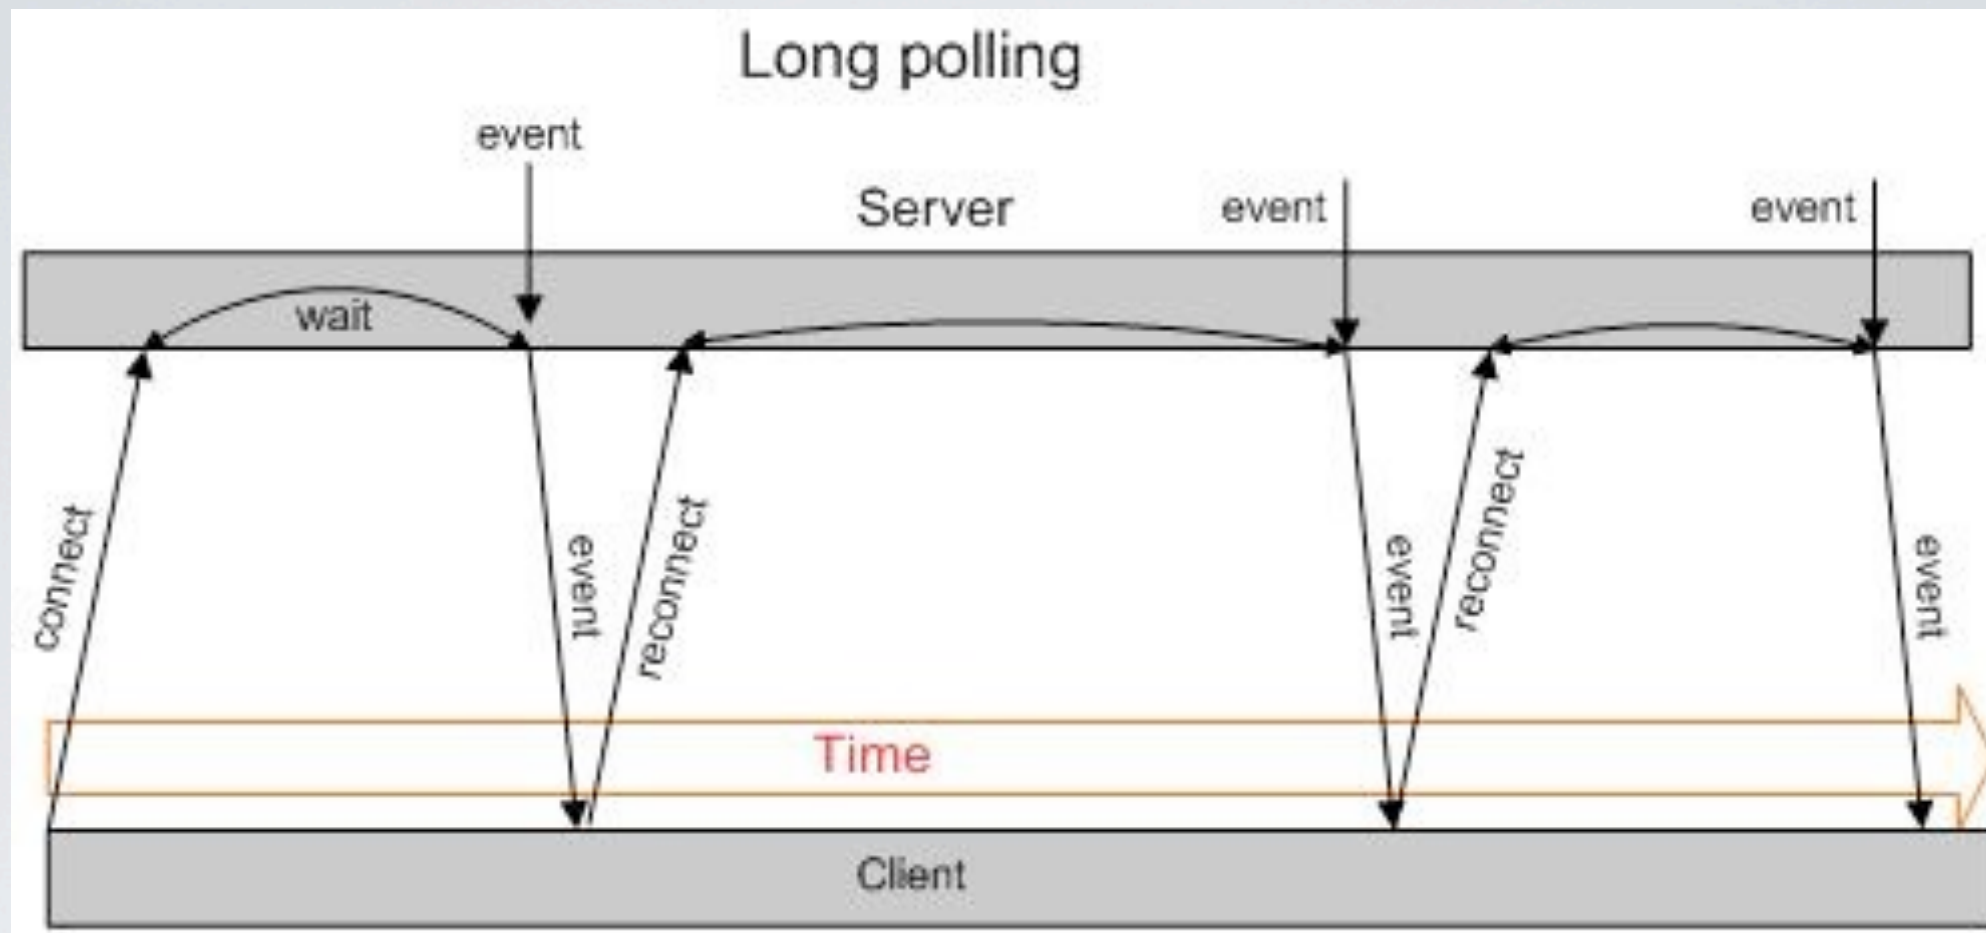 Long polling
event
Server
event
event
wait
connect
event
reconnect
event
reconnect
event
Time
Client